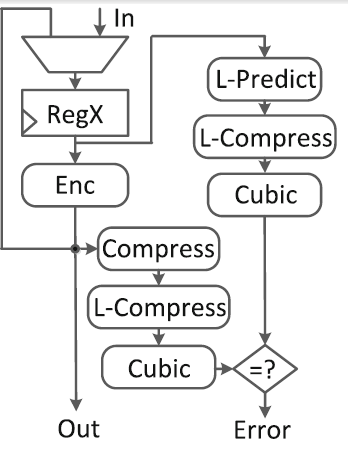 In
RegX
Enc
L-Predict
L-Compress
Cubic
Compress
L-Compress
Cubic
=?
Out
Error